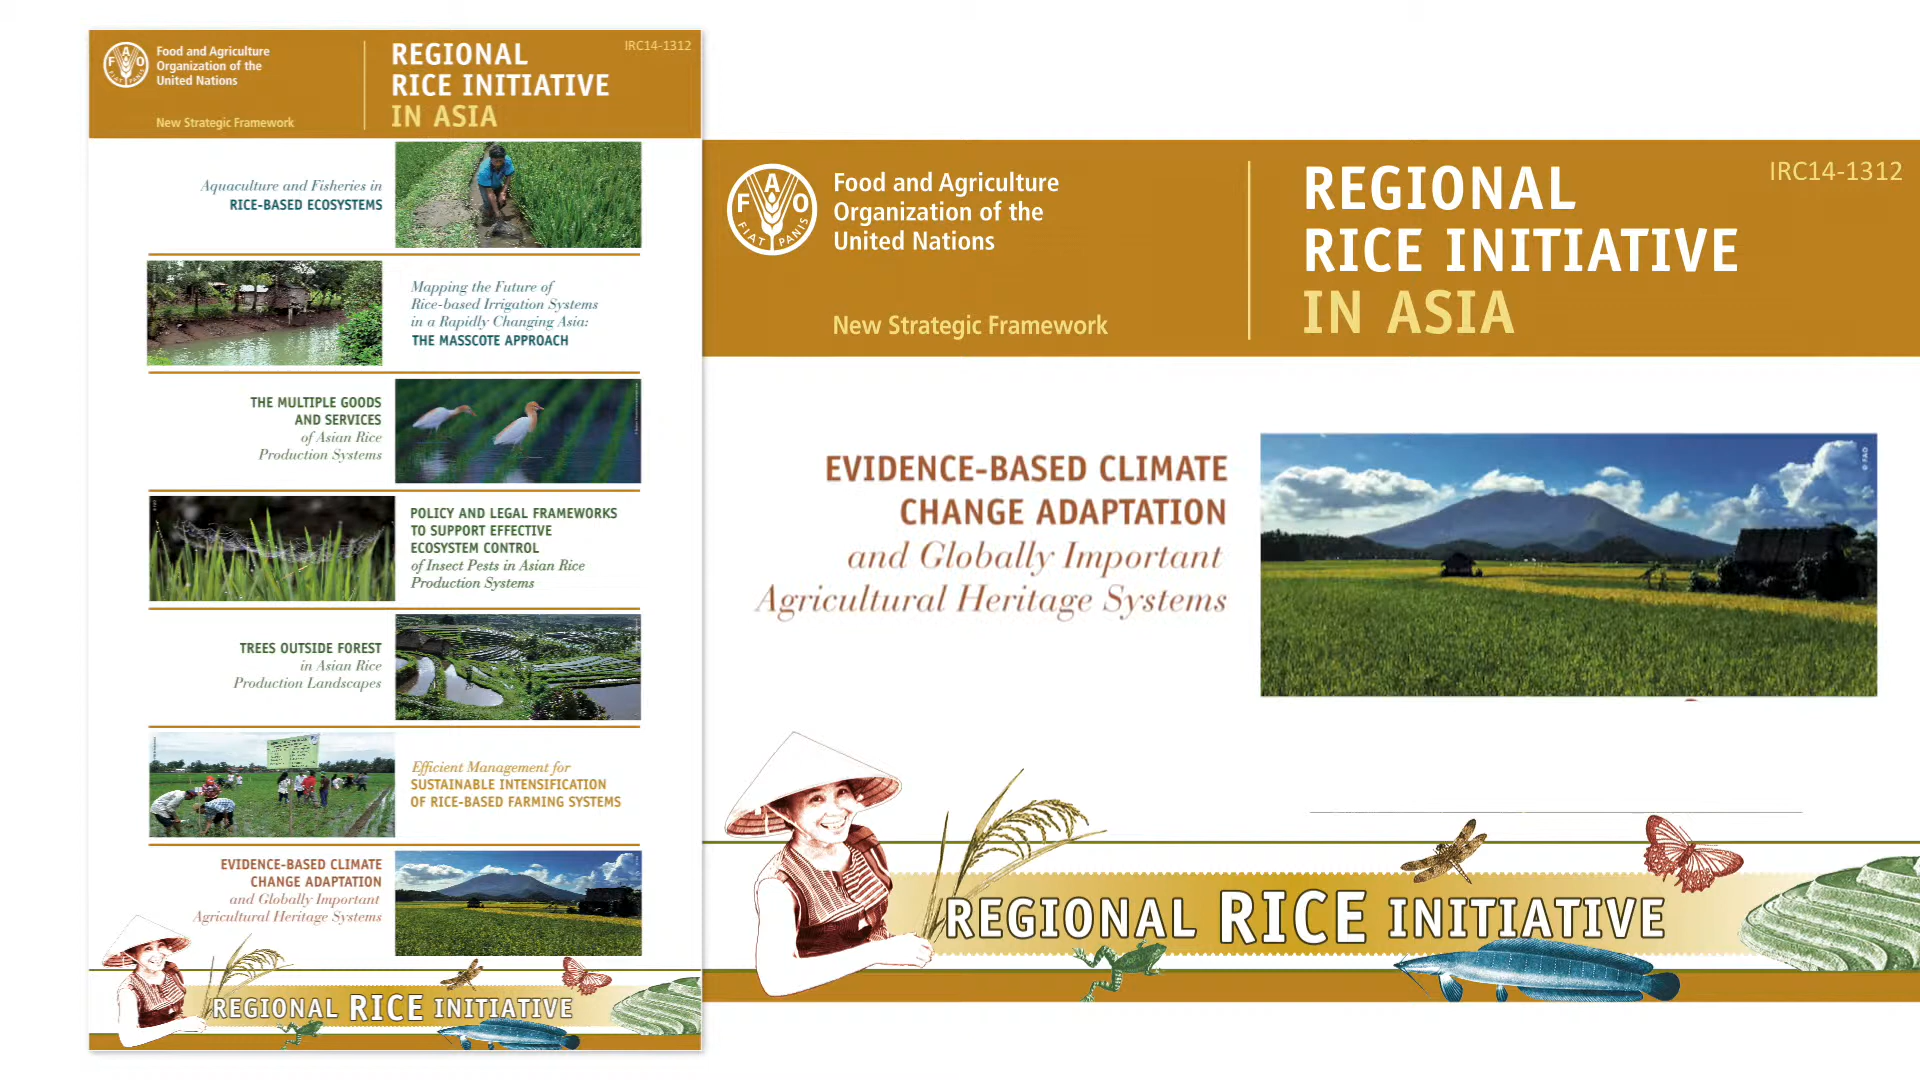 Food and Agriculture
Organization of the
United Nations
New Strategic Framework
REGIONAL
RICE INITIATIVE
IN ASIA
IRC14-1312
Aquaculture and Fisheries in
RICE-BASED ECOSYSTEMS
Mapping the Future of
Rice-based Irrigation Systems
in a Rapidly Changing Asia:
THE MASSCOTE APPROACH
THE MULTIPLE GOODS
AND SERVICES
of Asian Rice
Production Systems
POLICY AND LEGAL FRAMEWORKS
TO SUPPORT EFFECTIVE
ECOSYSTEM CONTROL
of Insect Pests in Asian Rice
Production Systems
TREES OUTSIDE FOREST
in Asian Rice
Production Landscapes
Efficient Management for
SUSTAINABLE INTENSIFICATION
OF RICE-BASED FARMING SYSTEMS
EVIDENCE-BASED CLIMATE
CHANGE ADAPTATION
and Globally Important
Agricultural Heritage Systems
REGIONAL RICE INITIATIVE
FAO
FIAT PANIS
Food and Agriculture
Organization of the
United Nations
New Strategic Framework
REGIONAL
RICE INITIATIVE
IN ASIA
IRC14-1312
EVIDENCE-BASED CLIMATE
CHANGE ADAPTATION
and Globally Important
Agricultural Heritage Systems
© FAO
REGIONAL RICE INITIATIVE